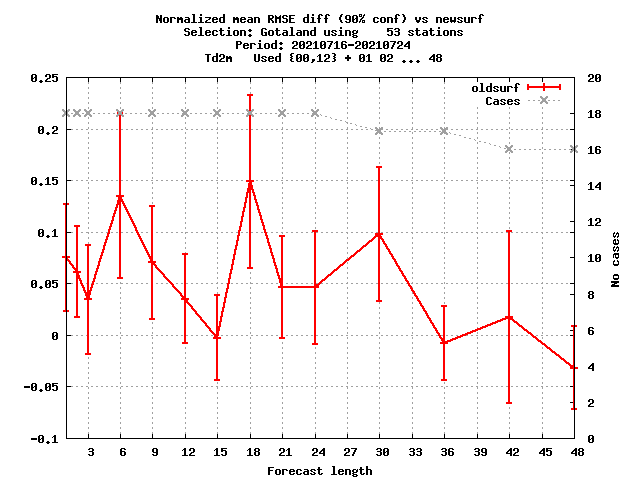 Normalized mean RMSE diff (90% conf) vs newsurf
Selection: Gotaland using    53 stations
Period: 20210716-20210724
Td2m   Used {00,12} + 01 02 ... 48
oldsurf
Cases
0.25
0.2
0.15
0.1
0.05
0
-0.05
-0.1
20
18
16
14
12
10
8
6
4
2
0
No cases
3 6 9 12 15 18 21 24 27 30 33 36 39 42 45 48
Forecast length